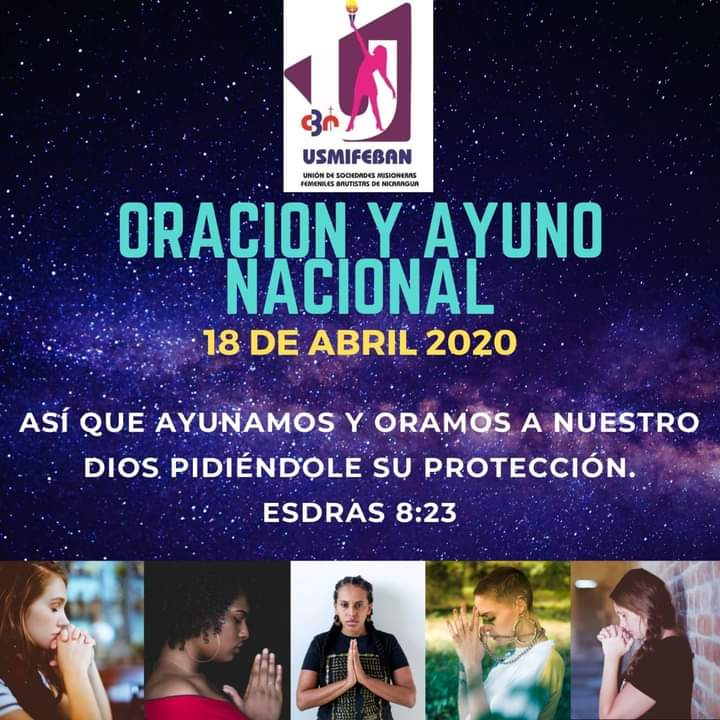 CBN
USMIFEBAN
UNIÓN DE SOCIEDADES MISIONERAS
FEMENILES BAUTISTAS DE NICARAGUA
ORACION Y AYUNO
NACIONAL
18 DE ABRIL 2020
ASÍ QUE AYUNAMOS Y ORAMOS A NUESTRO
DIOS PIDIÉNDOLE SU PROTECCIÓN.
ESDRAS 8:23